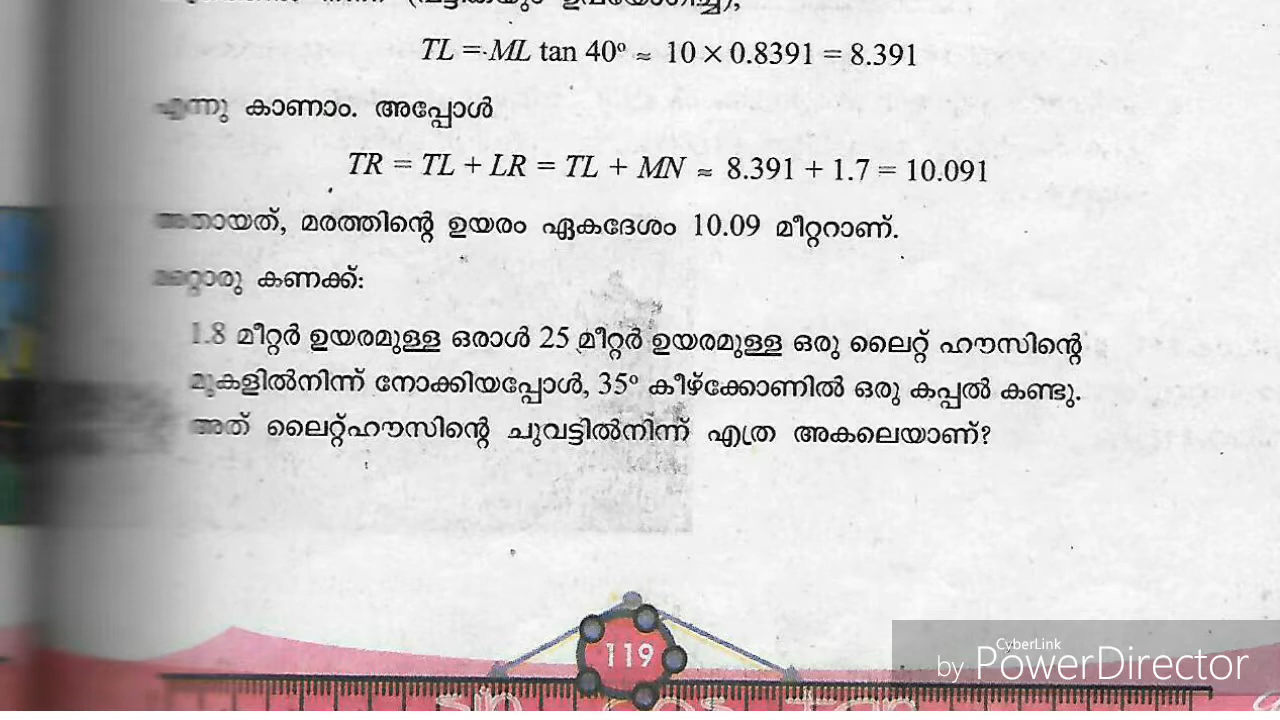 TL = ML tan 40° ≈ 10 × 0.8391 = 8.391
എന്നു കാണാം. അപ്പോൾ
TR = TL + LR = TL + MN ≈ 8.391 + 1.7 = 10.091
അതായത്, മരത്തിന്റെ ഉയരം ഏകദേശം 10.09 മീറ്ററാണ്.
മറ്റൊരു കണക്ക്:
1.8 മീറ്റർ ഉയരമുള്ള ഒരാൾ 25 മീറ്റർ ഉയരമുള്ള ഒരു ലൈറ്റ് ഹൗസിന്റെ
മുകളിൽനിന്ന് നോക്കിയപ്പോൾ, 35° കീഴ്ക്കോണിൽ ഒരു കപ്പൽ കണ്ടു.
അത് ലൈറ്റ്ഹൗസിന്റെ ചുവട്ടിൽനിന്ന് എത്ര അകലെയാണ്?
119
CyberLink
by PowerDirector